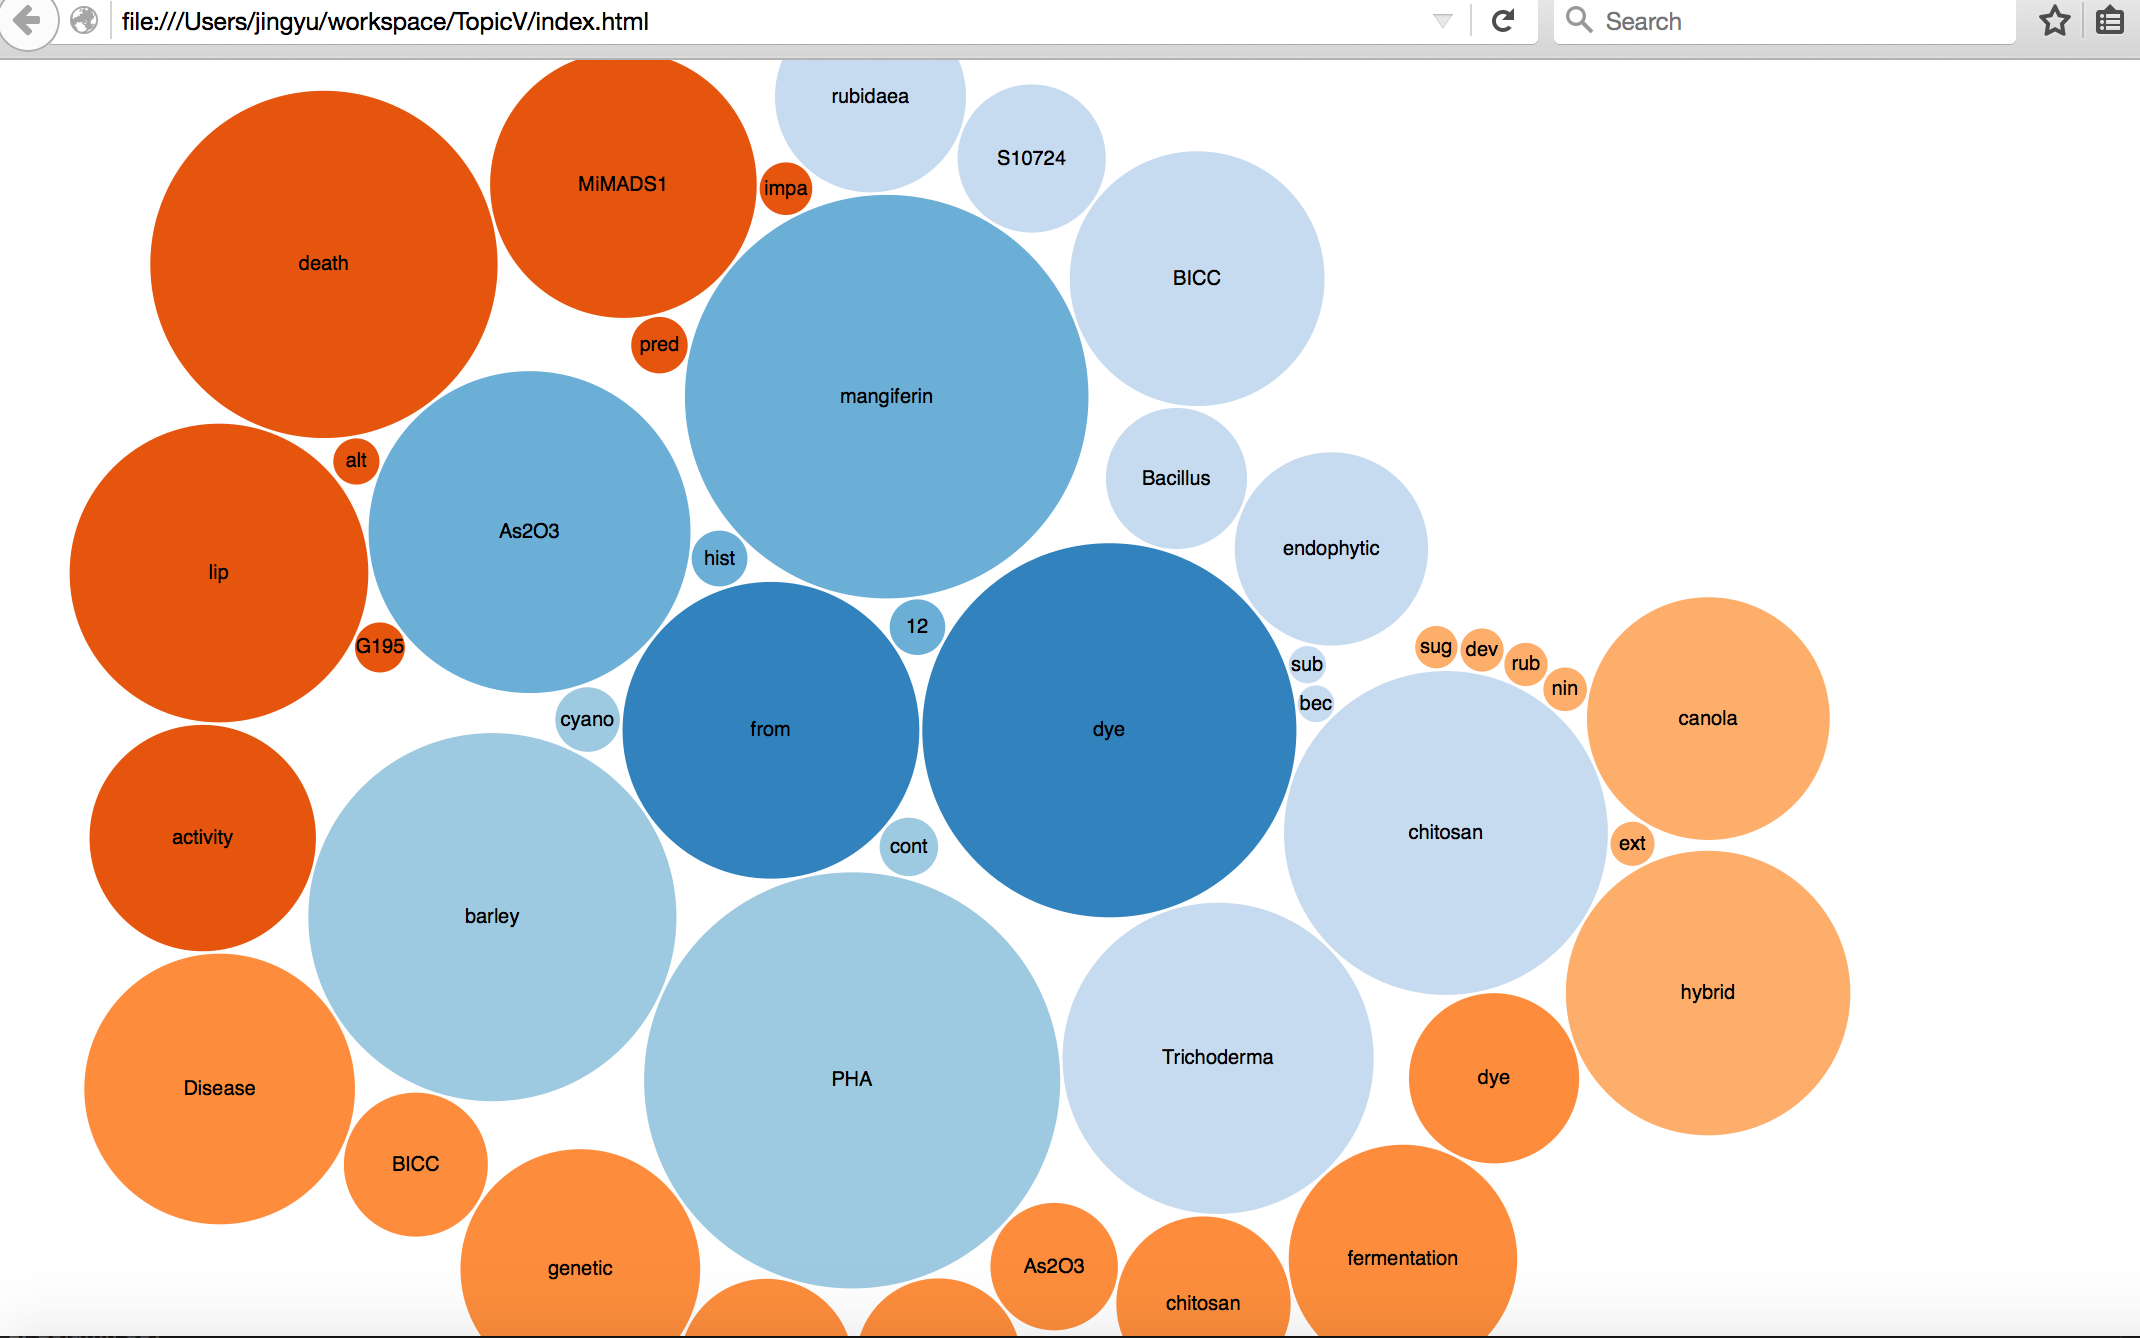 file:///Users/jingyu/workspace/TopicV/index.html
Search
rubidaea
S10724
MiMADS1
impa
death
BICC
pred
mangiferin
alt
Bacillus
As2O3
endophytic
hist
lip
12
G195
sub
sug
dev
rub
nin
bec
cyano
from
dye
canola
activity
chitosan
ext
cont
barley
hybrid
Trichoderma
PHA
dye
Disease
BICC
genetic
As2O3
fermentation
chitosan